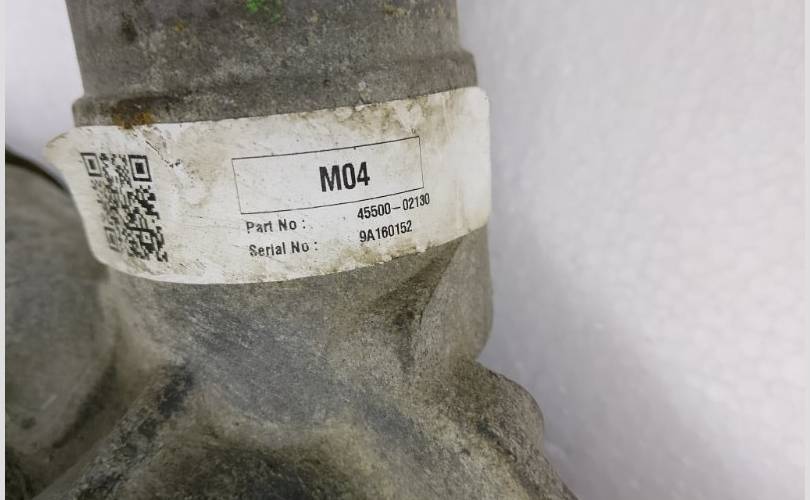 M04
Part No : 45500-02130
Serial No : 9A160152